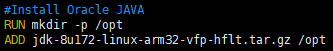 #Install Oracle JAVA
RUN mkdir -p /opt
ADD jdk-8u172-linux-arm32-vfp-hflt.tar.gz /opt